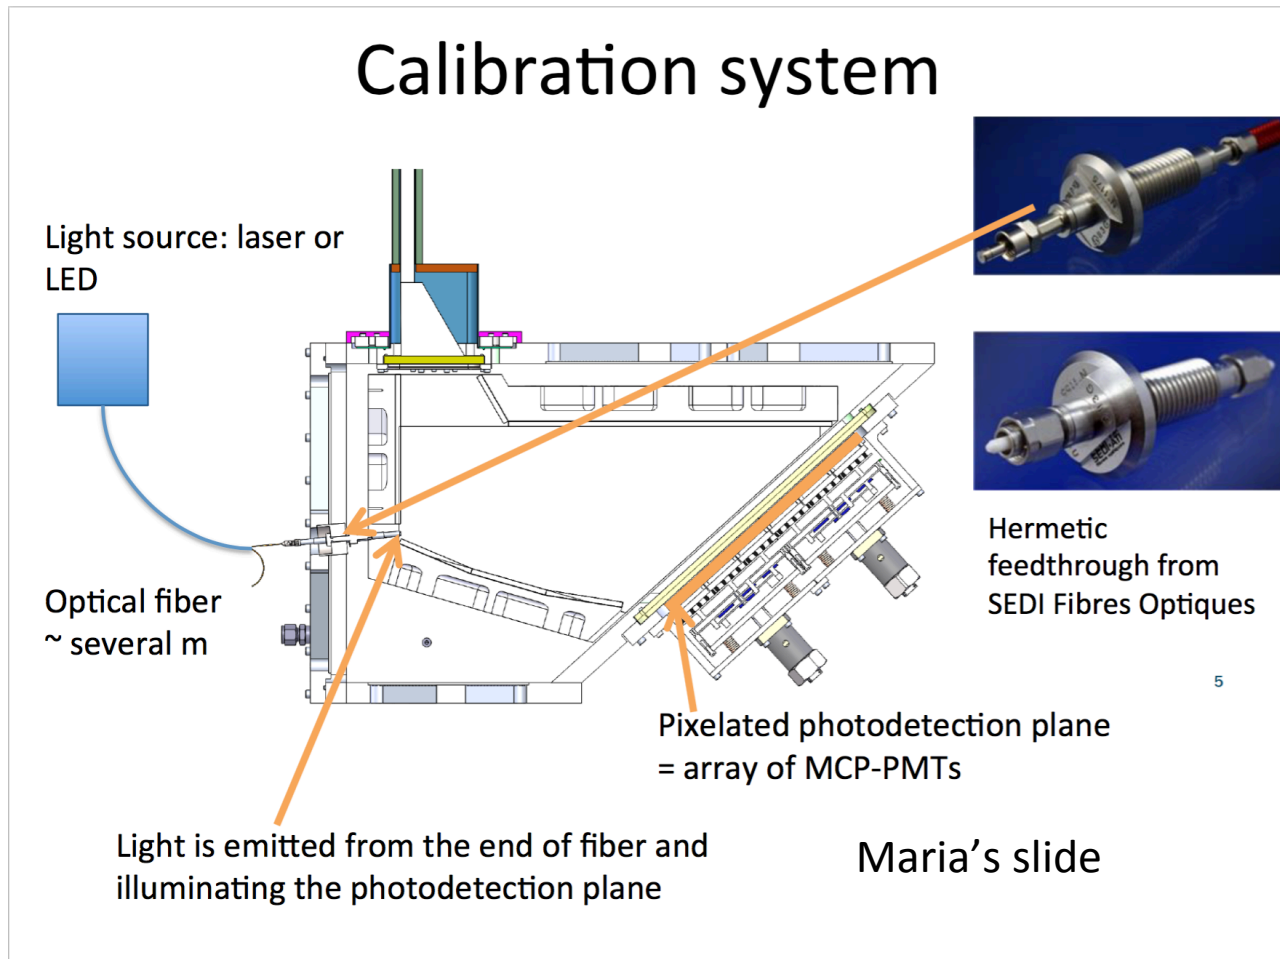 Calibration system
Light source: laser or
LED
Optical fiber
~ several m
Hermetic
feedthrough from
SEDI Fibres Optiques
5
Pixelated photodetection plane
= array of MCP-PMTs
Light is emitted from the end of fiber and
illuminating the photodetection plane
Maria’s slide